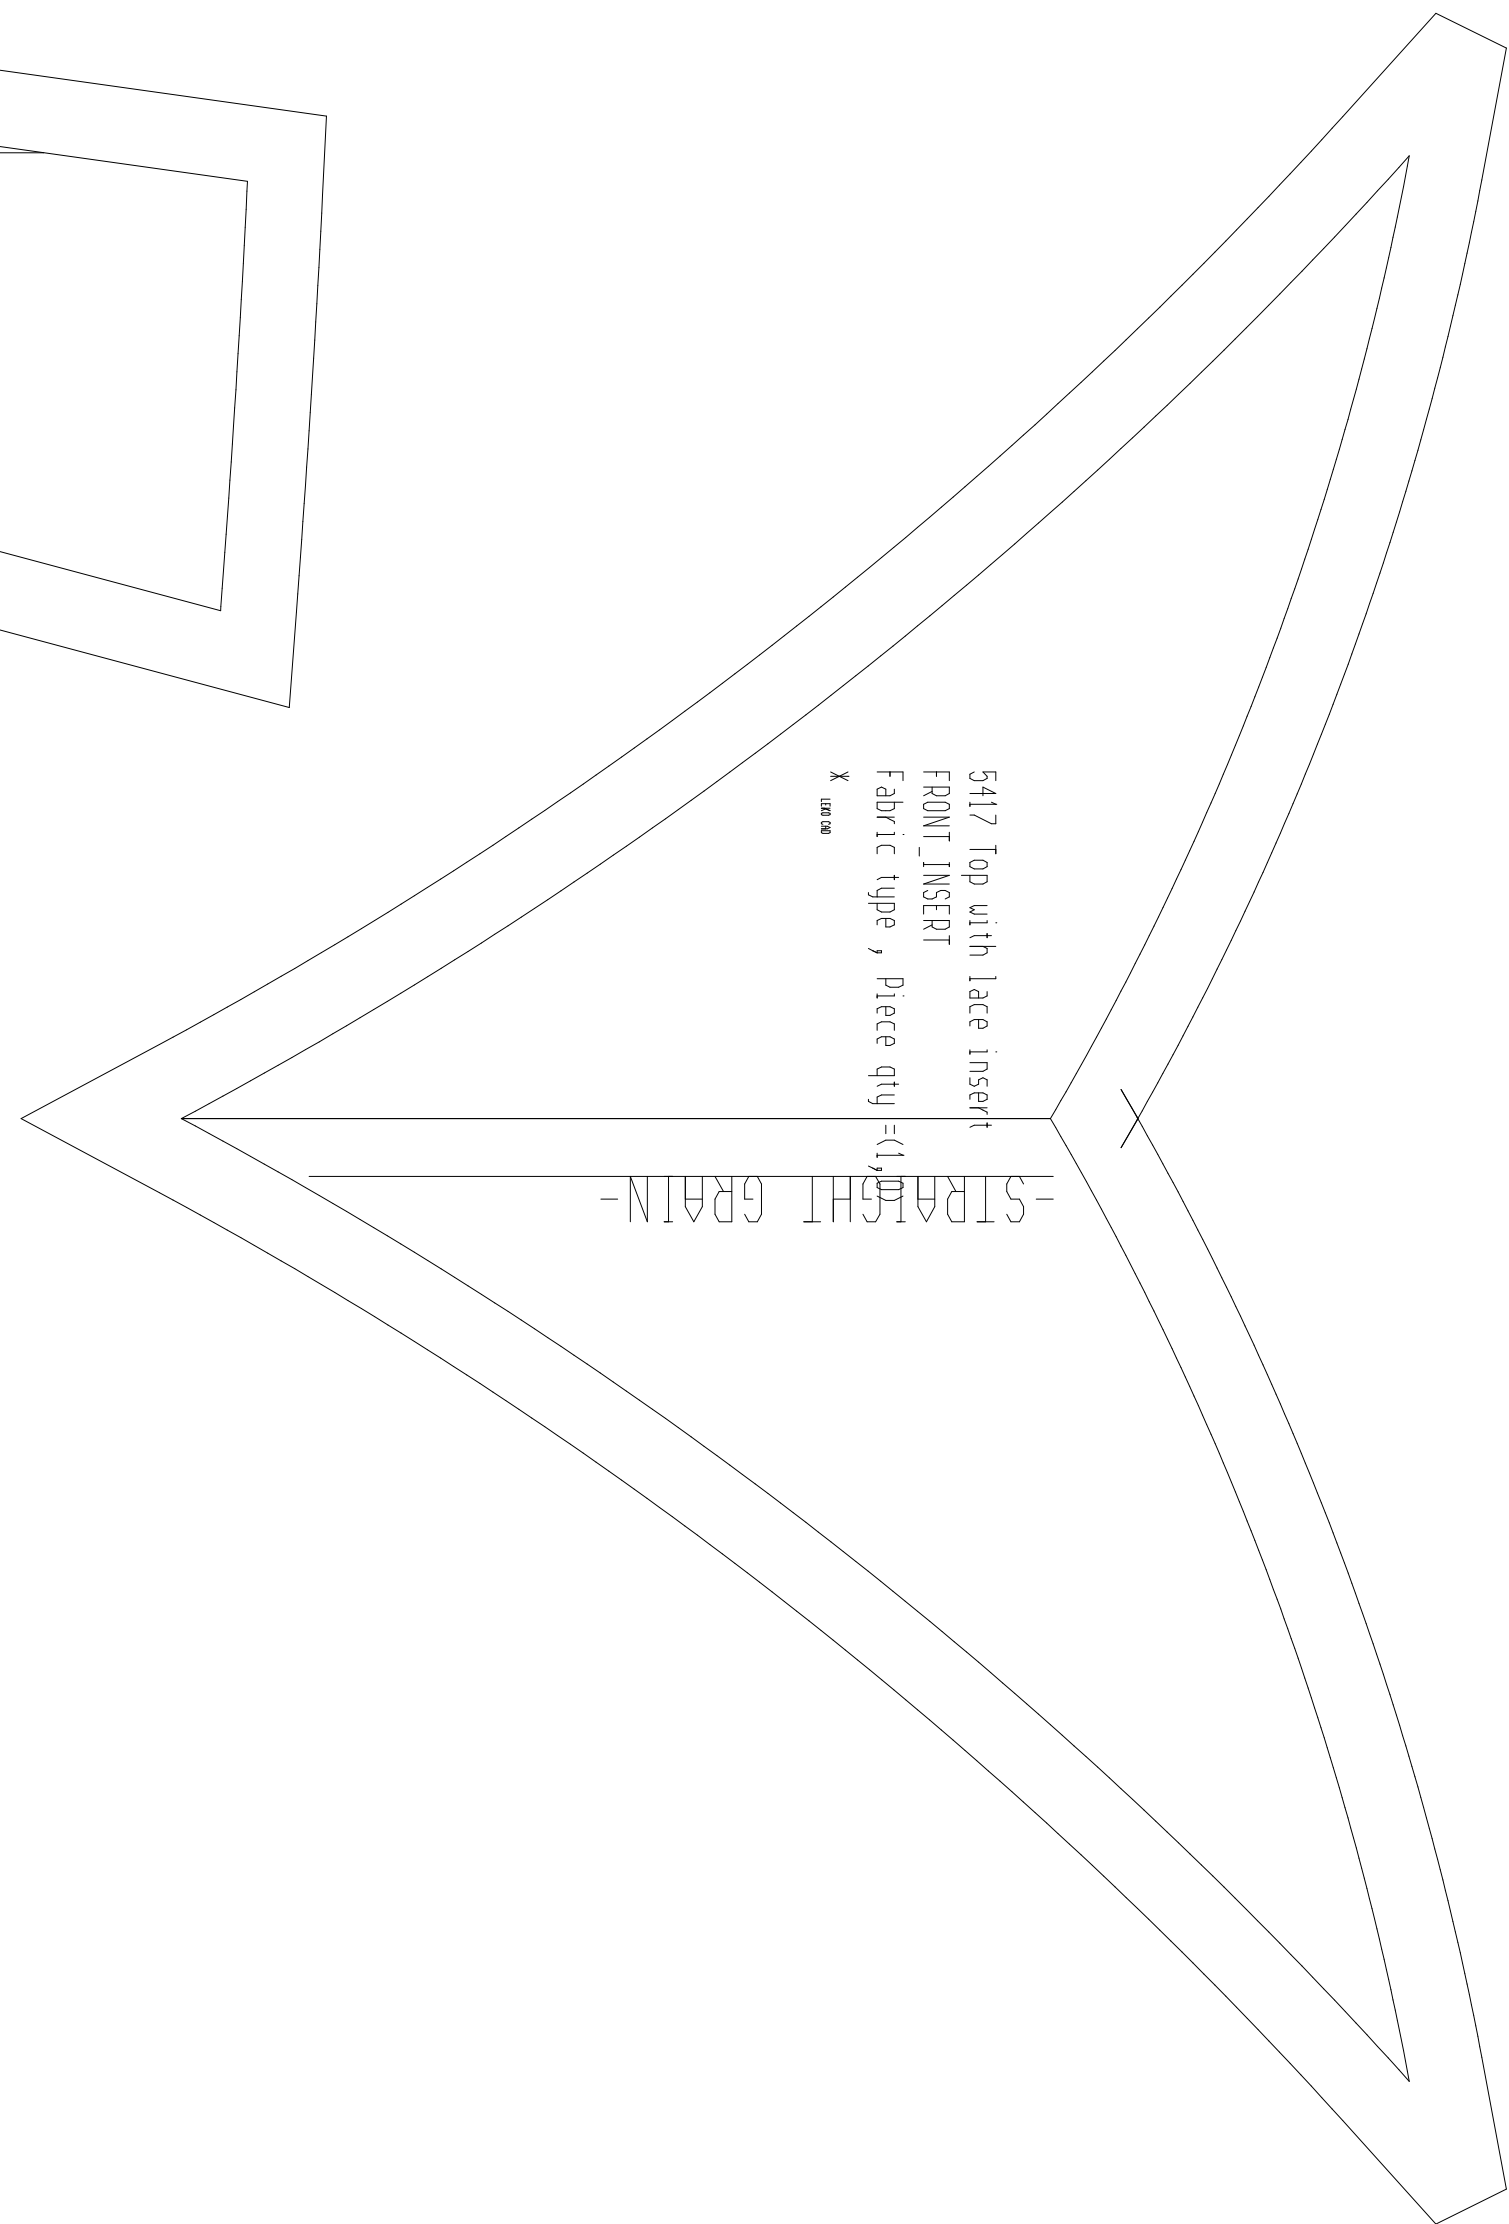 5417 Top with lace insert
FRONT_INSERT
Fabric type , Piece qty =(1,0)
* LEKO CAD
-STRAIGHT GRAIN-